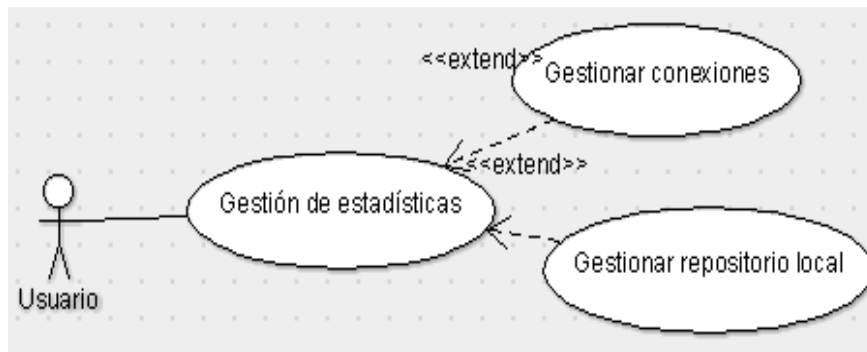 <<extend>>
Gestionar conexiones
<<extend>>
Gestión de estadísticas
Gestionar repositorio local
Usuario